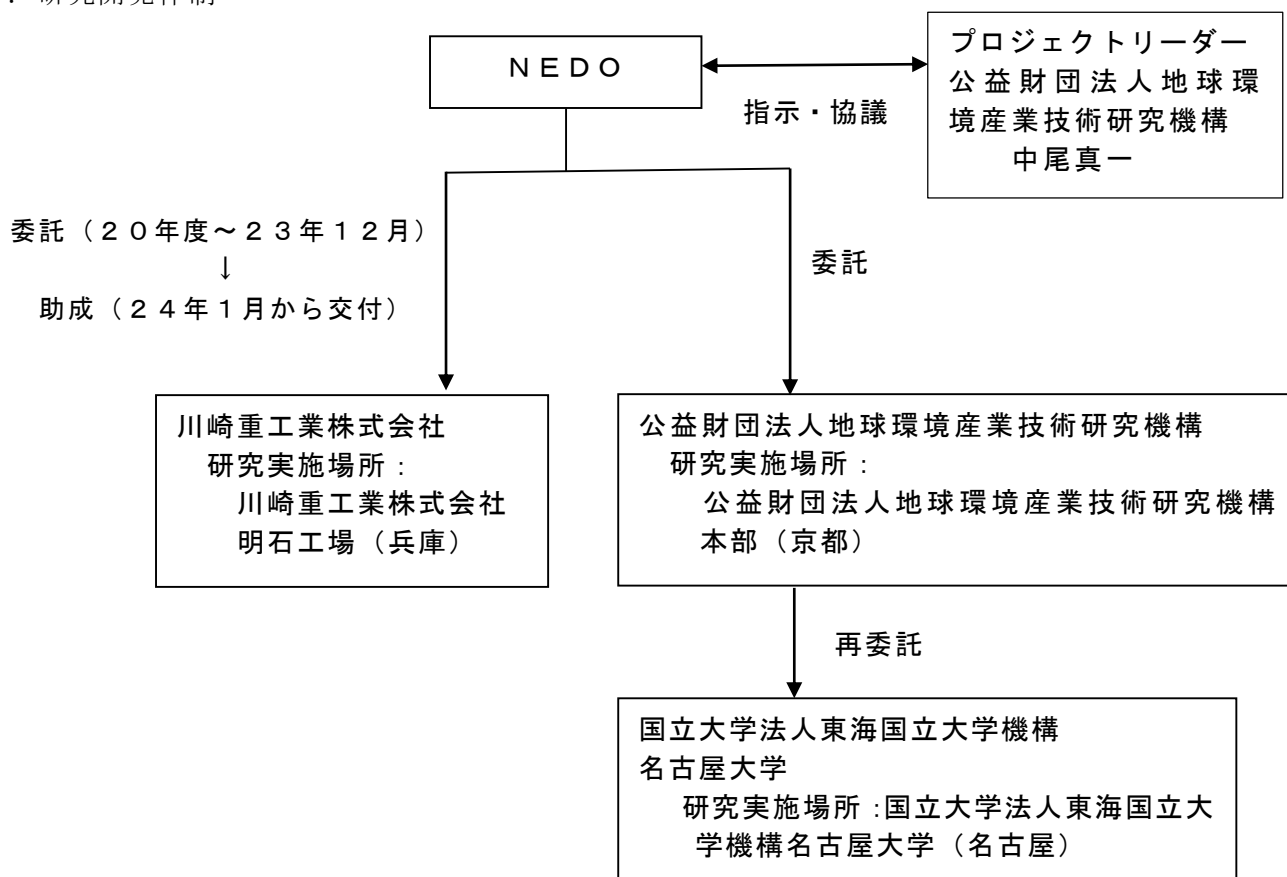 研究開発体制
NEDO
プロジェクトリーダー
公益財団法人地球環
境産業技術研究機構
中尾真一
指示・協議
委託（２０年度～２３年１２月）
↓
助成（２４年１月から交付）
委託
川崎重工業株式会社
研究実施場所：
川崎重工業株式会社
明石工場（兵庫）
公益財団法人地球環境産業技術研究機構
研究実施場所：
公益財団法人地球環境産業技術研究機構
本部（京都）
再委託
国立大学法人東海国立大学機構
名古屋大学
研究実施場所：国立大学法人東海国立大
学機構名古屋大学（名古屋）